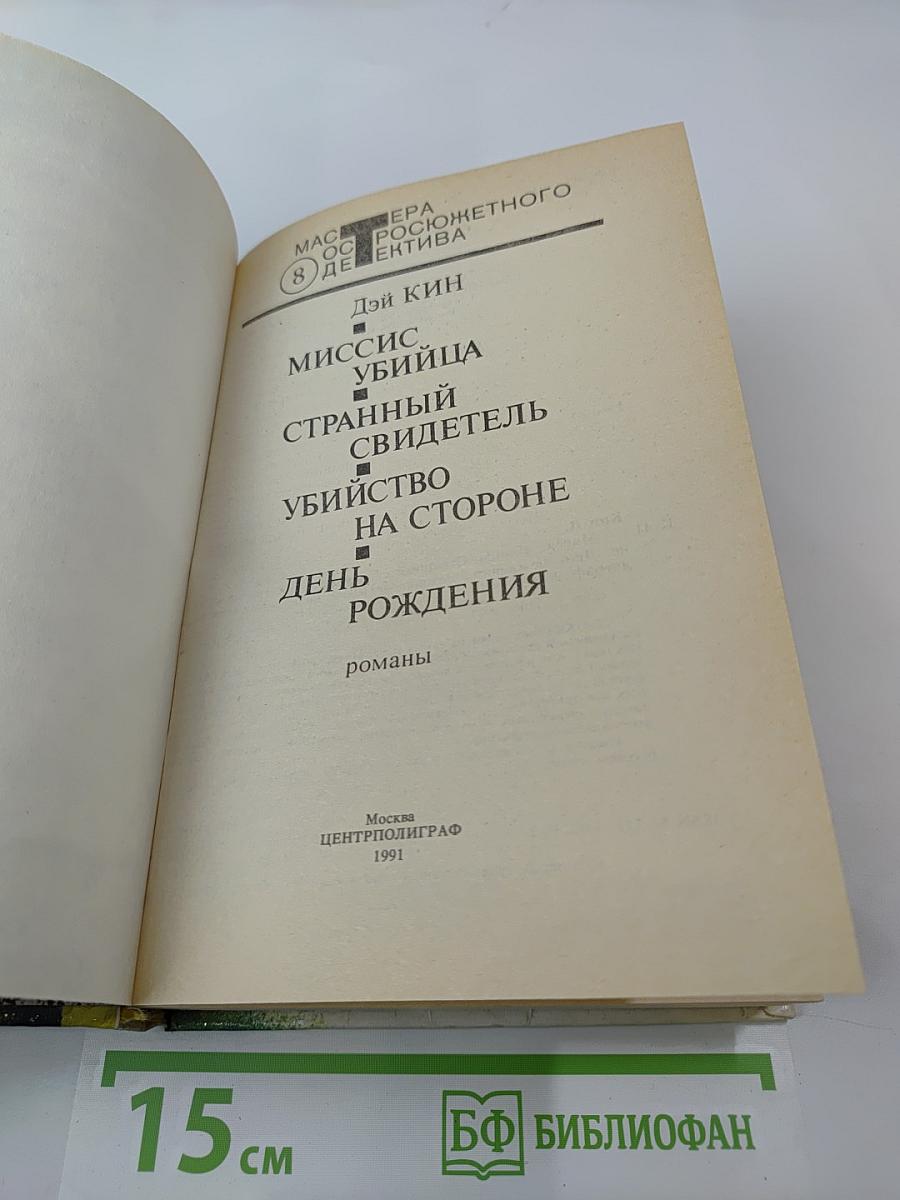 МАСТЕРА
ОСТРОСЮЖЕТНОГО
ДЕТЕКТИВА
8
Дэй КИН
МИССИС
УБИЙЦА
СТРАННЫЙ
СВИДЕТЕЛЬ
УБИЙСТВО
НА СТОРОНЕ
ДЕНЬ
РОЖДЕНИЯ
романы
Москва
ЦЕНТРПОЛИГРАФ
1991
15 см
БФ БИБЛИОФАН